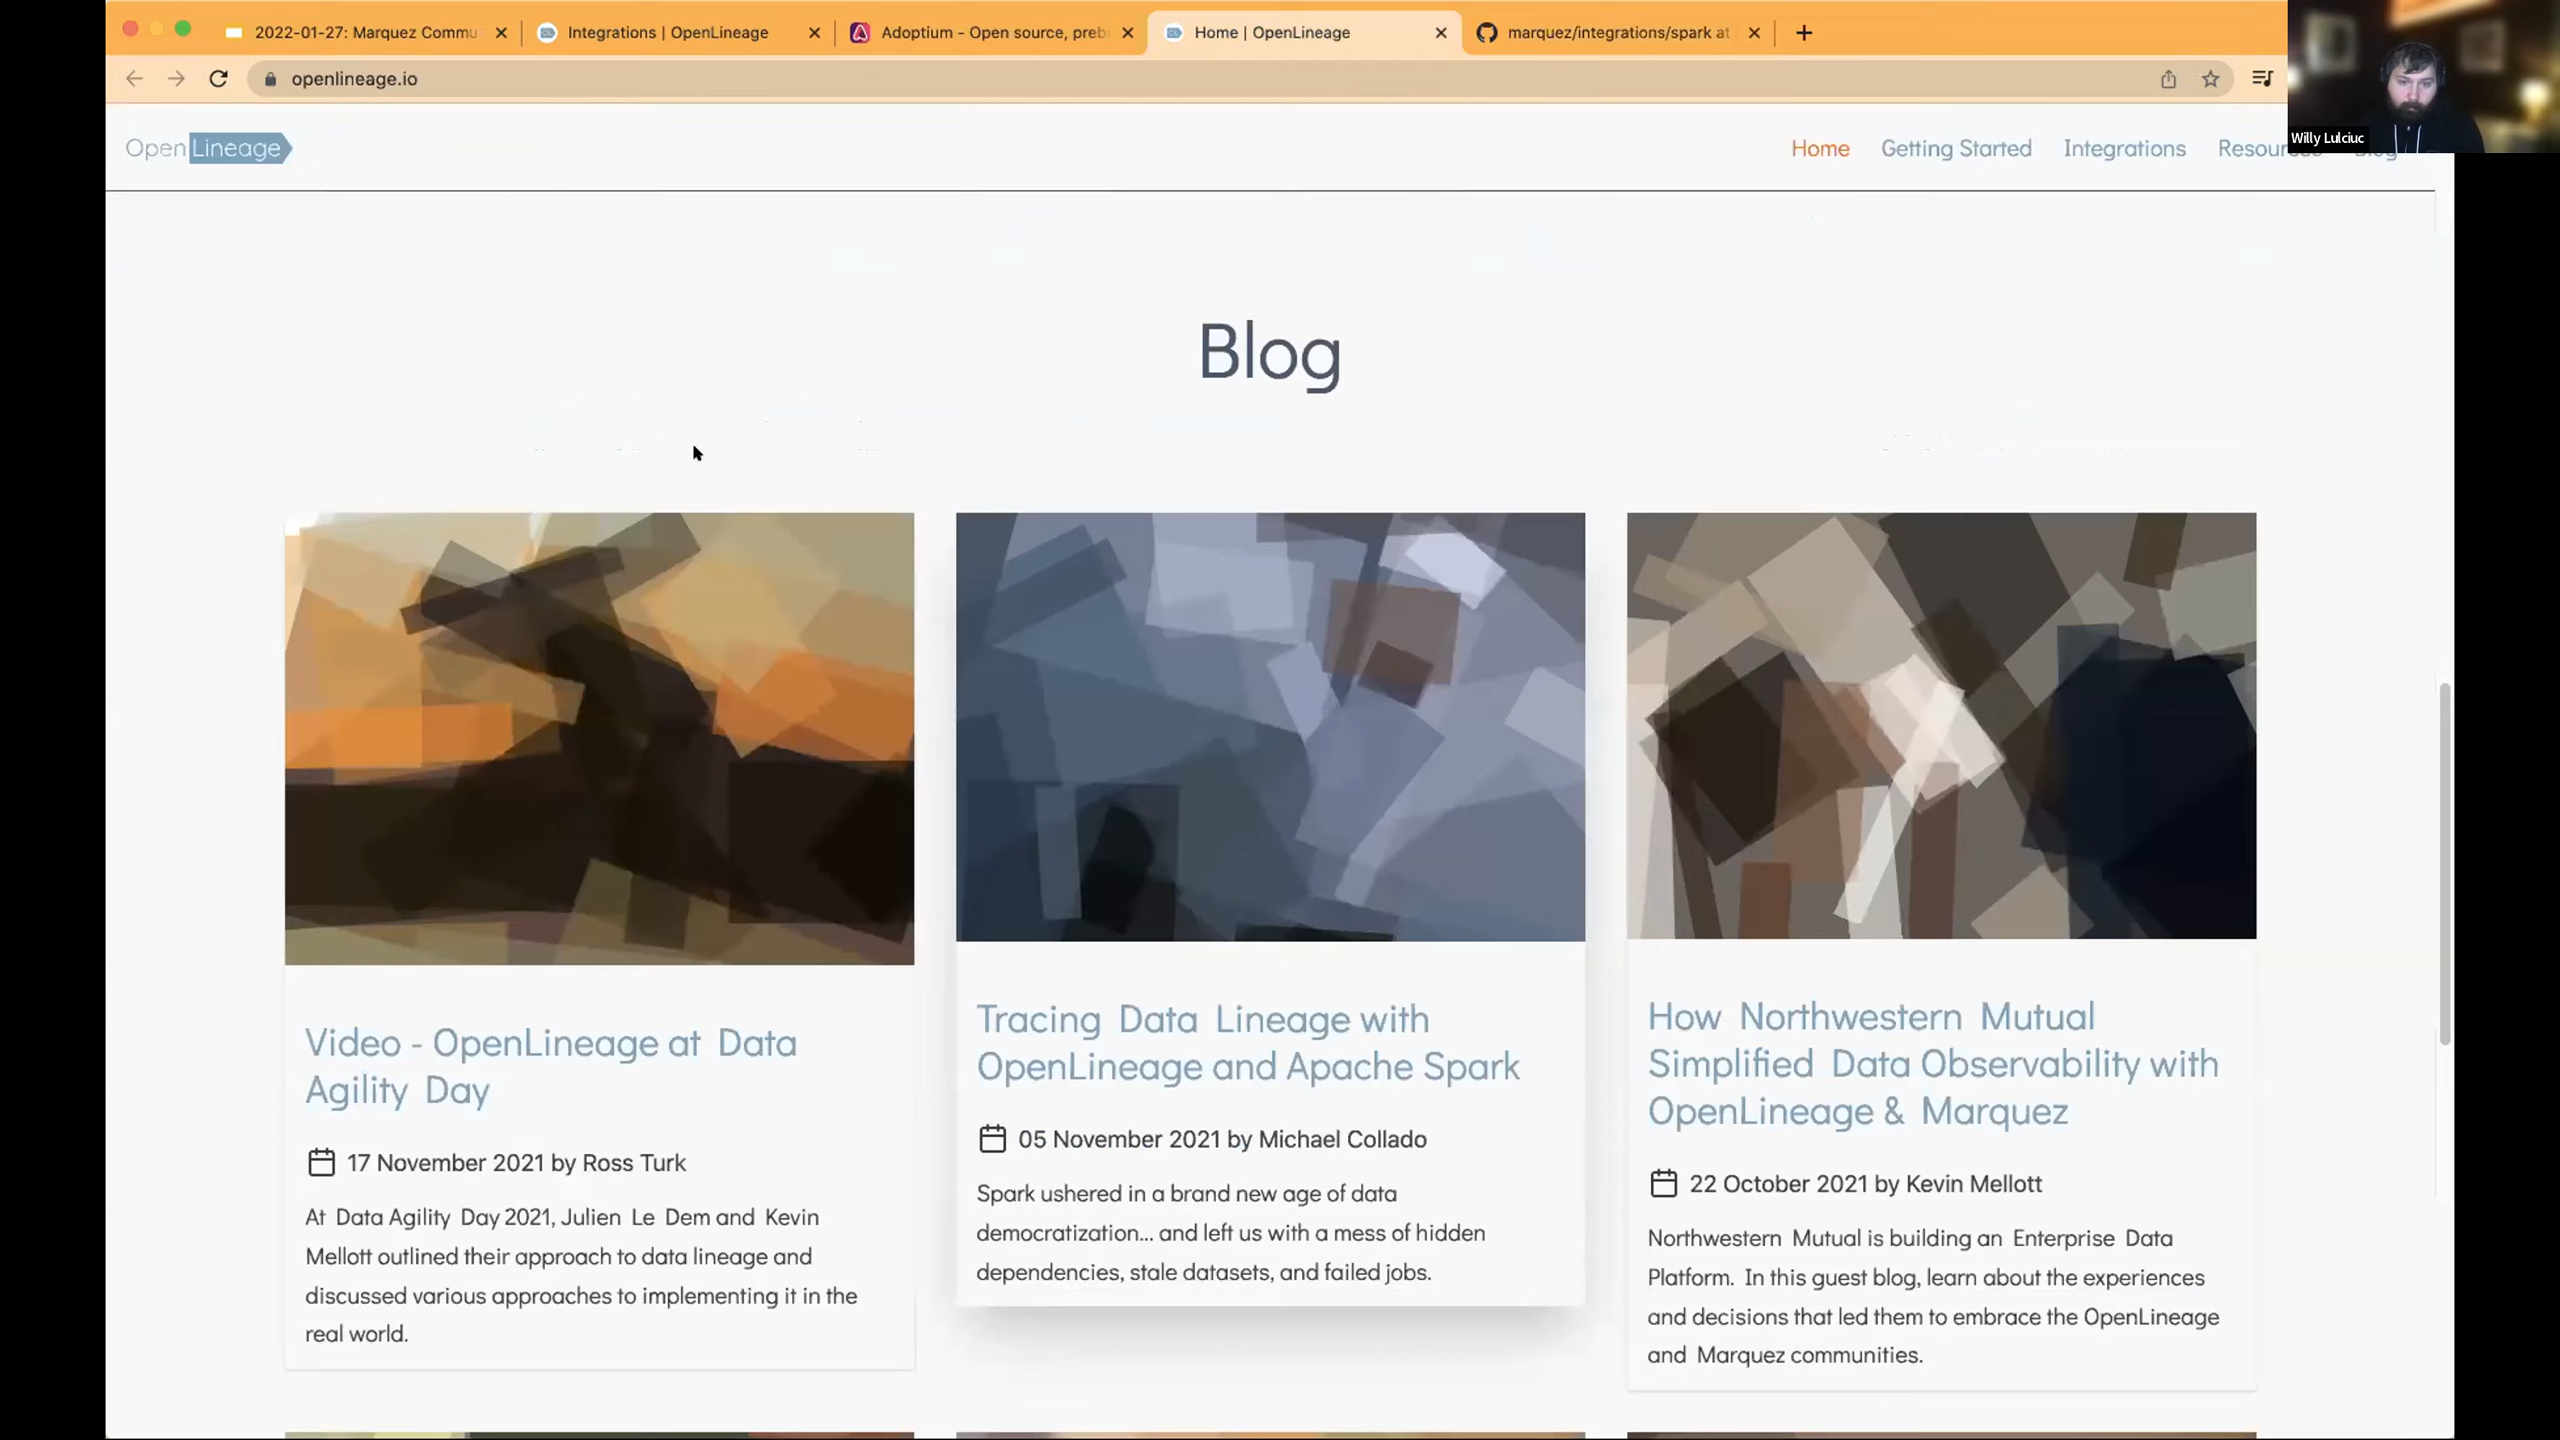 2022-01-27: Marquez Commu
Integrations | OpenLineage
Adoptium - Open source, preb
Home | OpenLineage
marquez/integrations/spark at
openlineage.io
Willy Lulciuc
Open Lineage
Home
Getting Started
Integrations
Resources
Blog
Blog
Video - OpenLineage at Data
Agility Day
17 November 2021 by Ross Turk
At Data Agility Day 2021, Julien Le Dem and Kevin
Mellott outlined their approach to data lineage and
discussed various approaches to implementing it in the
real world.
Tracing Data Lineage with
OpenLineage and Apache Spark
05 November 2021 by Michael Collado
Spark ushered in a brand new age of data
democratization... and left us with a mess of hidden
dependencies, stale datasets, and failed jobs.
How Northwestern Mutual
Simplified Data Observability with
OpenLineage & Marquez
22 October 2021 by Kevin Mellott
Northwestern Mutual is building an Enterprise Data
Platform. In this guest blog, learn about the experiences
and decisions that led them to embrace the OpenLineage
and Marquez communities.